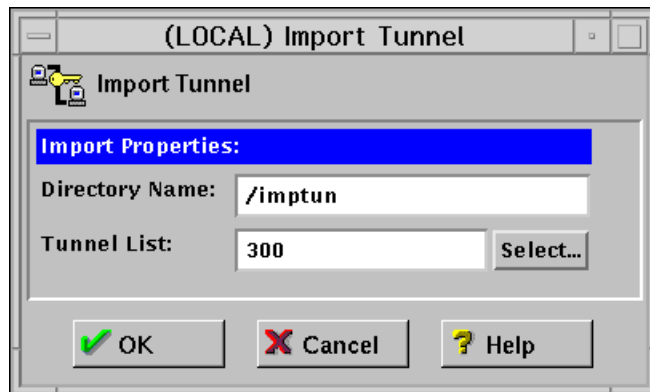 (LOCAL) Import Tunnel
Import Tunnel
Import Properties:
Directory Name: /imptun
Tunnel List: 300 Select...
OK Cancel Help